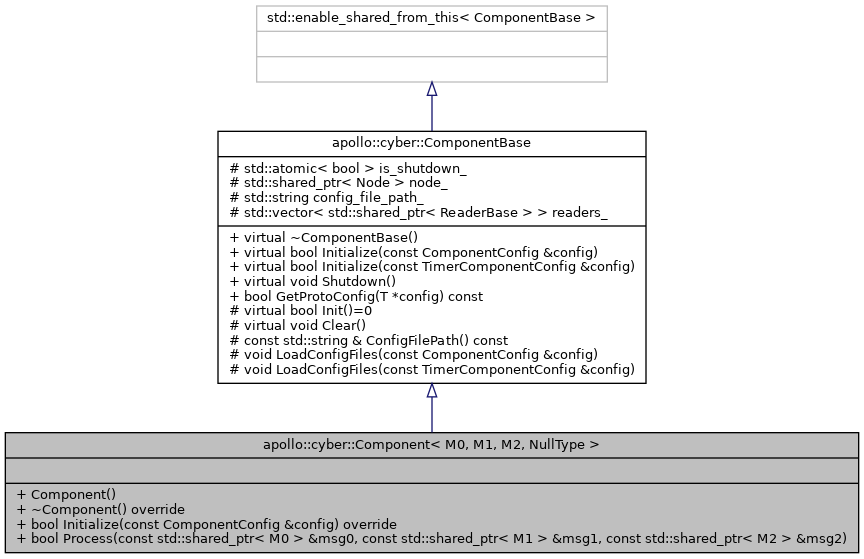 std::enable_shared_from_this< ComponentBase >
apollo::cyber::ComponentBase
# std::atomic< bool > is_shutdown_
# std::shared_ptr< Node > node_
# std::string config_file_path_
# std::vector< std::shared_ptr< ReaderBase > > readers_
+ virtual ~ComponentBase()
+ virtual bool Initialize(const ComponentConfig &config)
+ virtual bool Initialize(const TimerComponentConfig &config)
+ virtual void Shutdown()
+ bool GetProtoConfig(T *config) const
# virtual bool Init()=0
# virtual void Clear()
# const std::string & ConfigFilePath() const
# void LoadConfigFiles(const ComponentConfig &config)
# void LoadConfigFiles(const TimerComponentConfig &config)
apollo::cyber::Component< M0, M1, M2, NullType >
+ Component()
+ ~Component() override
+ bool Initialize(const ComponentConfig &config) override
+ bool Process(const std::shared_ptr< M0 > &msg0, const std::shared_ptr< M1 > &msg1, const std::shared_ptr< M2 > &msg2)